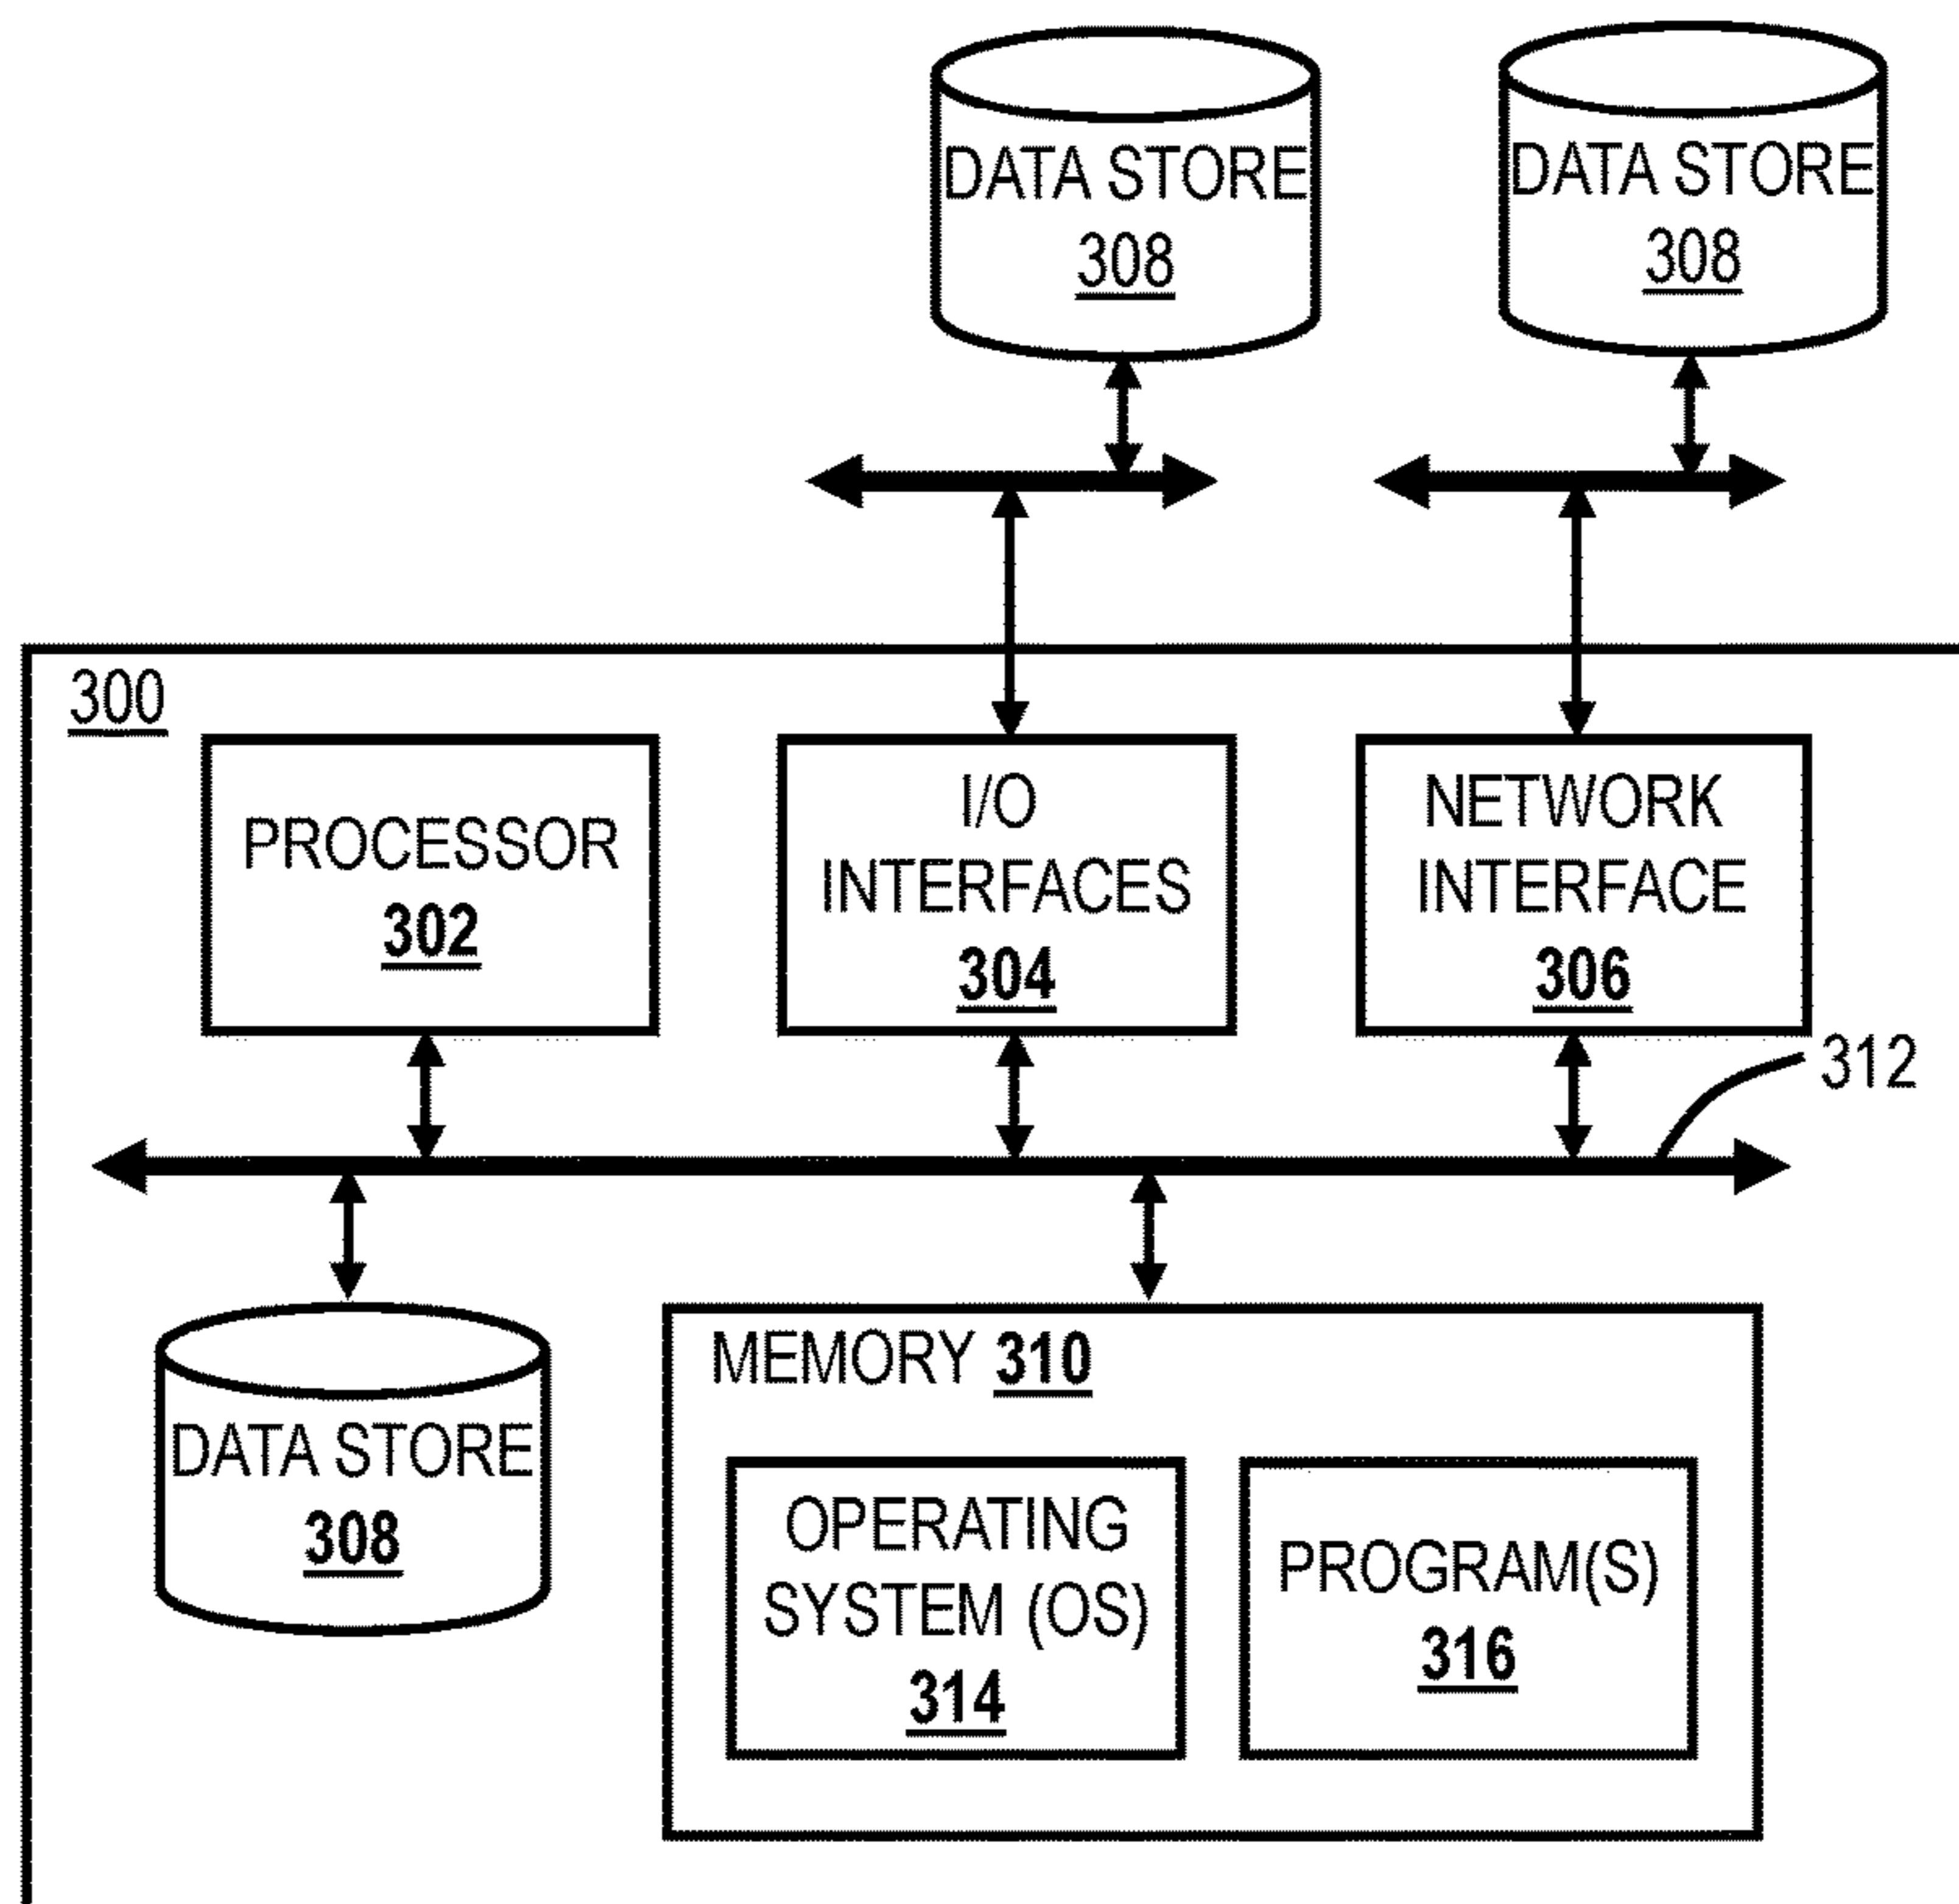 DATA STORE
308
DATA STORE
308
300
PROCESSOR
302
I/O
INTERFACES
304
NETWORK
INTERFACE
306
312
DATA STORE
308
MEMORY 310
OPERATING
SYSTEM (OS)
314
PROGRAM(S)
316